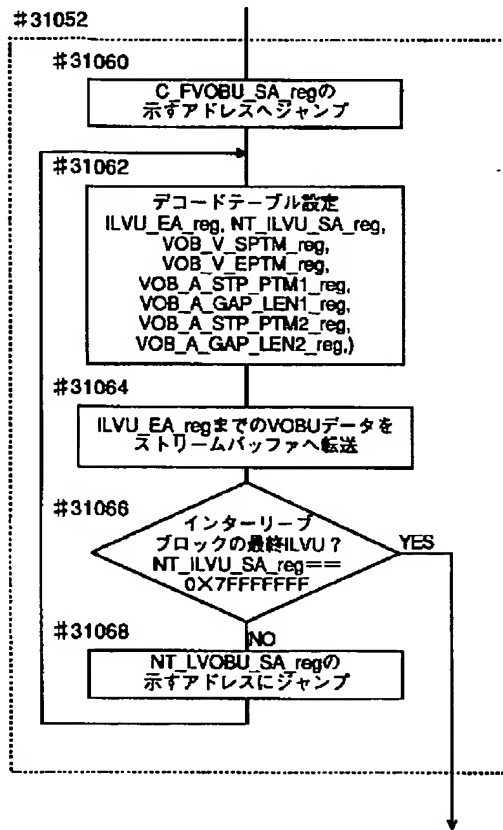 #31052
#31060
C_FVOBU_SA_regの
示すアドレスへジャンプ
#31062
デコードテーブル設定
ILVU_EA_reg, NT_ILVU_SA_reg,
VOB_V_SPTM_reg,
VOB_V_EPTM_reg,
VOB_A_STP_PTM1_reg,
VOB_A_GAP_LEN1_reg,
VOB_A_STP_PTM2_reg,
VOB_A_GAP_LEN2_reg,)
#31064
ILVU_EA_regまでのVOBUデータを
ストリームバッファへ転送
#31066
インターリーブ
ブロックの最終ILVU?
NT_ILVU_SA_reg==
0×7FFFFFFF
YES
NO
#31068
NT_LVOBU_SA_regの
示すアドレスにジャンプ